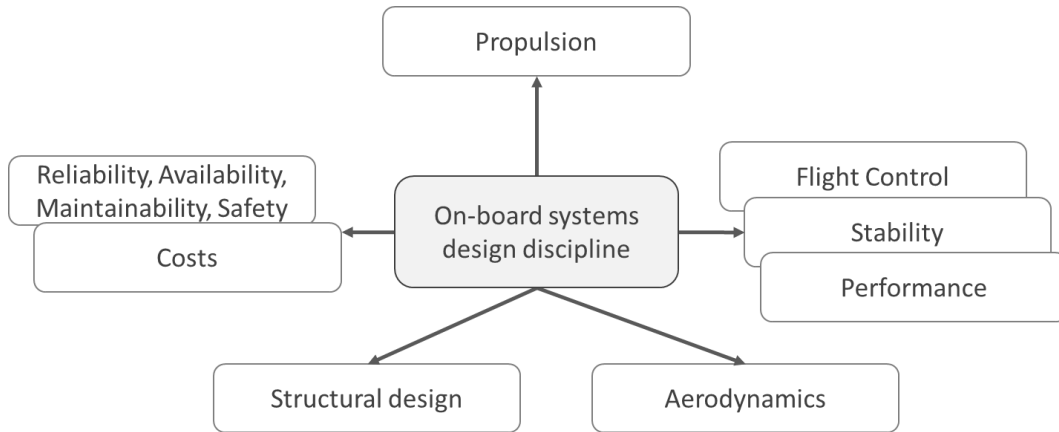 Propulsion
Reliability, Availability,
Maintainability, Safety
Costs
On-board systems
design discipline
Flight Control
Stability
Performance
Structural design
Aerodynamics